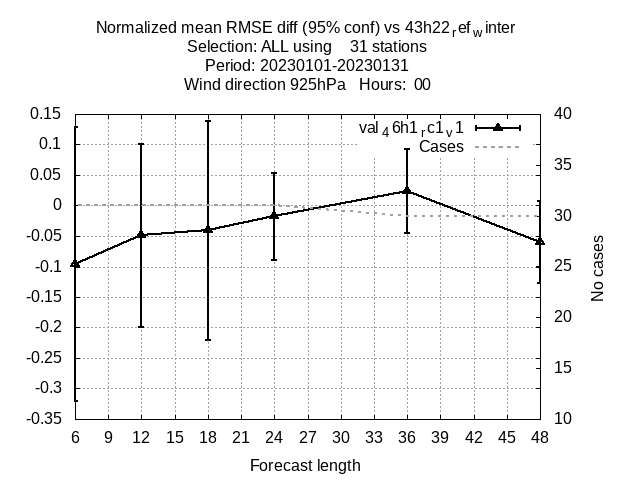 Normalized mean RMSE diff (95% conf) vs 43h22refwinter
Selection: ALL using 31 stations
Period: 20230101-20230131
Wind direction 925hPa Hours: 00
val46h1rc1v1
Cases
0.15
0.1
0.05
0
-0.05
-0.1
-0.15
-0.2
-0.25
-0.3
-0.35
40
35
30
25
20
15
10
No cases
6 9 12 15 18 21 24 27 30 33 36 39 42 45 48
Forecast length